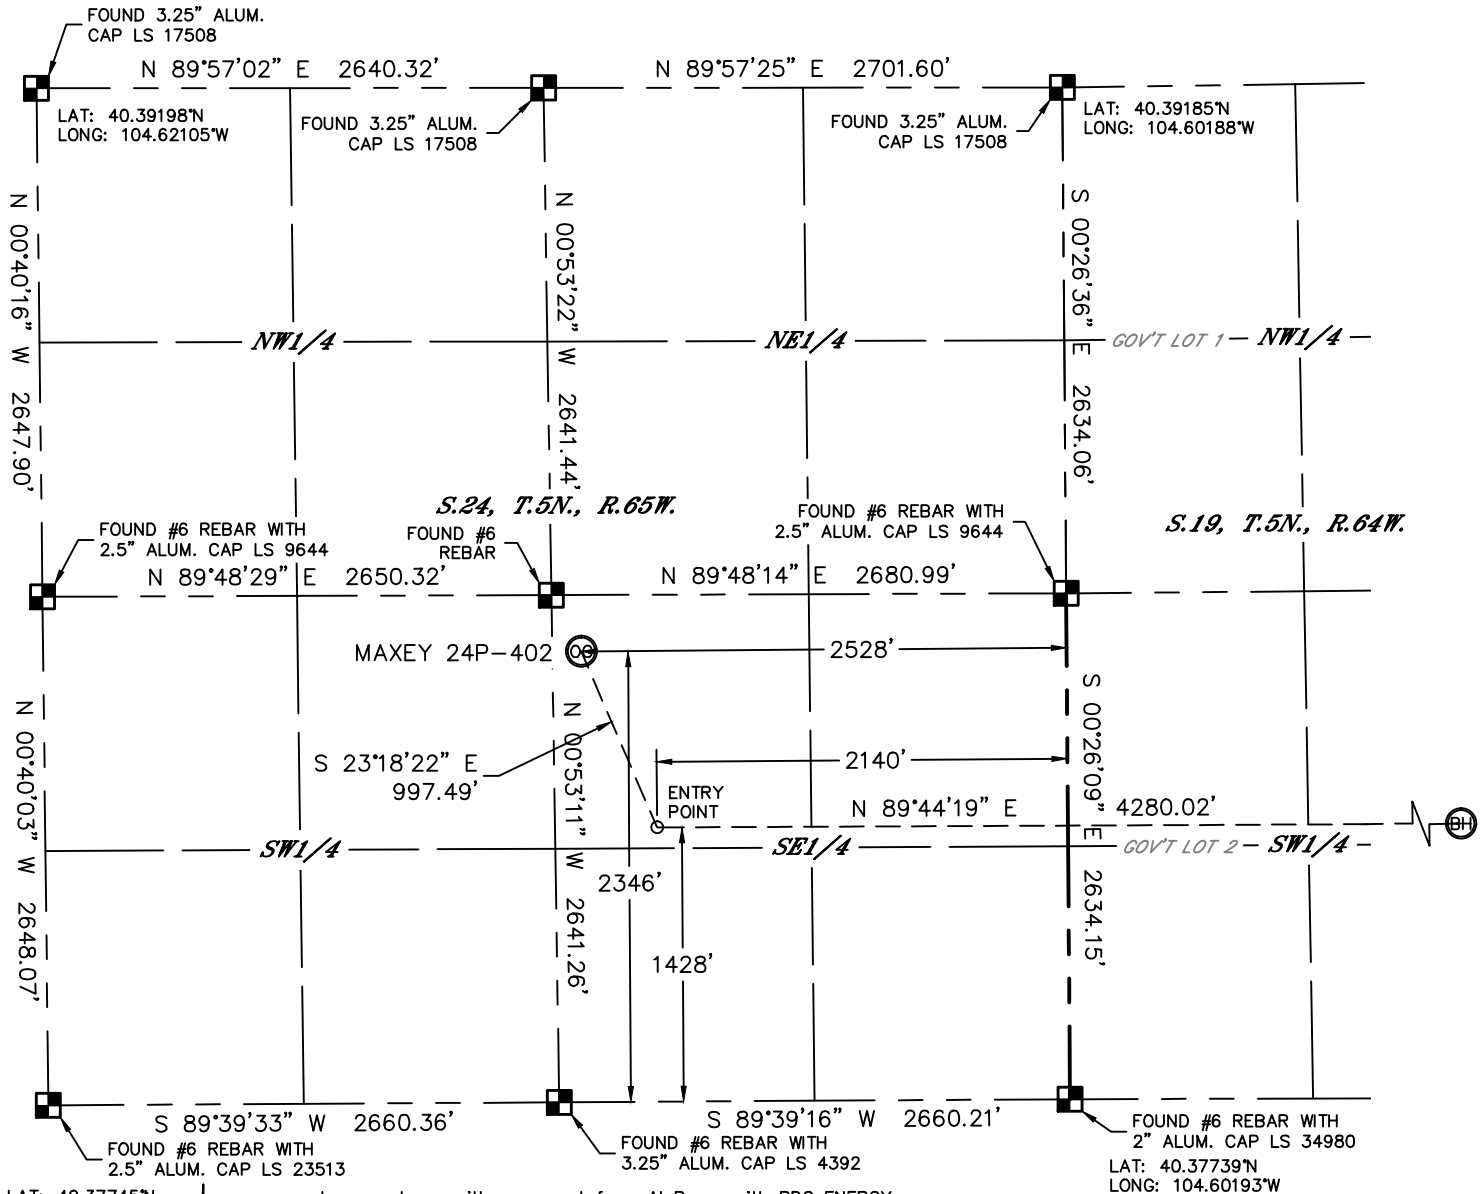 FOUND 3.25" ALUM.
CAP LS 17508
N 89°57'02" E 2640.32'
N 89°57'25" E 2701.60'
LAT: 40.39198°N
LONG: 104.62105°W
FOUND 3.25" ALUM.
CAP LS 17508
FOUND 3.25" ALUM.
CAP LS 17508
LAT: 40.39185°N
LONG: 104.60188°W
N 00°40'16" W 2647.90'
N 00°53'22" W 2641.44'
S 00°26'36" E 2634.06'
NW1/4
NE1/4
GOV'T LOT 1
NW1/4
S.24, T.5N., R.65W.
S.19, T.5N., R.64W.
FOUND #6 REBAR WITH
2.5" ALUM. CAP LS 9644
FOUND #6
REBAR
FOUND #6 REBAR WITH
2.5" ALUM. CAP LS 9644
N 89°48'29" E 2650.32'
N 89°48'14" E 2680.99'
MAXEY 24P-402
2528'
N 00°40'03" W 2648.07'
N 00°53'11" W 2641.26'
S 00°26'09" E 2634.15'
S 23°18'22" E
997.49'
2140'
ENTRY
POINT
N 89°44'19" E 4280.02'
BH
SW1/4
SE1/4
GOV'T LOT 2
SW1/4
2346'
1428'
S 89°39'33" W 2660.36'
S 89°39'16" W 2660.21'
FOUND #6 REBAR WITH
2.5" ALUM. CAP LS 23513
FOUND #6 REBAR WITH
3.25" ALUM. CAP LS 4392
FOUND #6 REBAR WITH
2" ALUM. CAP LS 34980
LAT: 40.37739°N
LONG: 104.60193°W
LAT: 40.37745°N